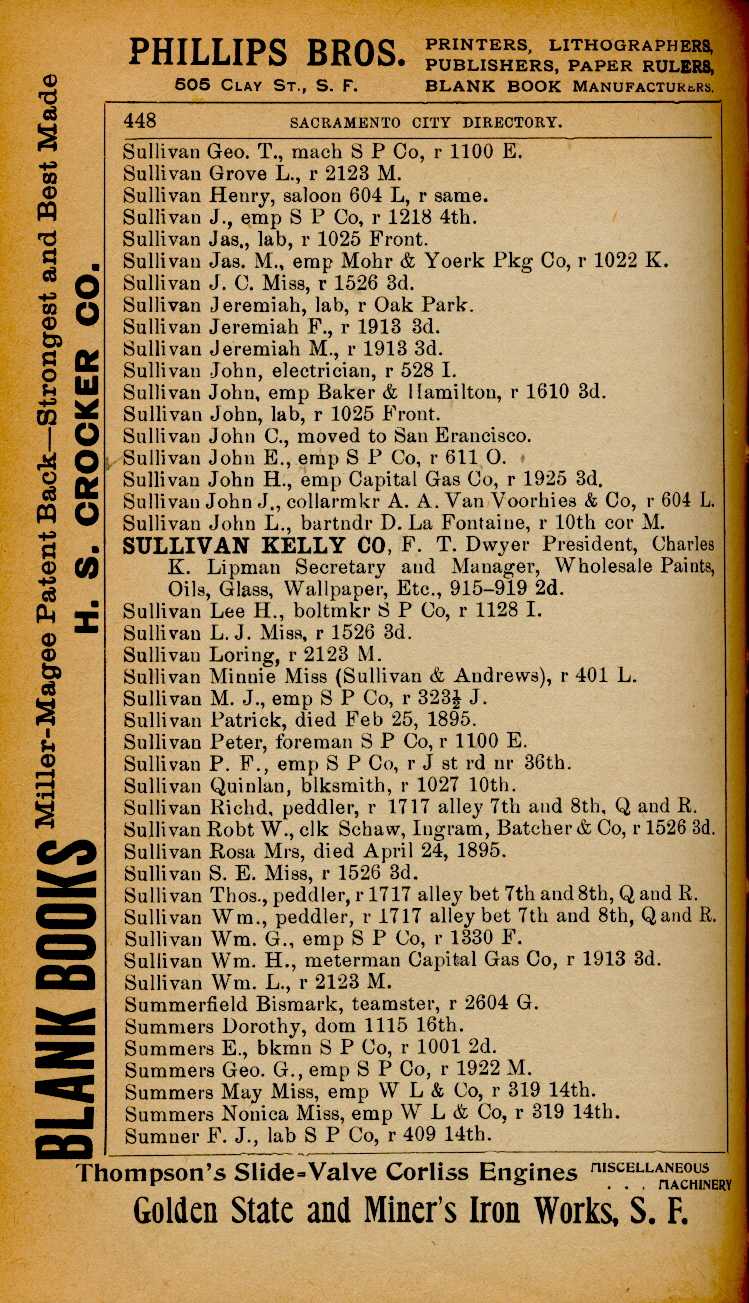 PHILLIPS BROS.
505 CLAY ST., S. F.
PRINTERS, LITHOGRAPHERS,
PUBLISHERS, PAPER RULERS,
BLANK BOOK MANUFACTURERS.
448 SACRAMENTO CITY DIRECTORY.
Sullivan Geo. T., mach S P Co, r 1100 E.
Sullivan Grove L., r 2123 M.
Sullivan Henry, saloon 604 L, r same.
Sullivan J., emp S P Co, r 1218 4th.
Sullivan Jas., lab, r 1025 Front.
Sullivan Jas. M., emp Mohr & Yoerk Pkg Co, r 1022 K.
Sullivan J. C. Miss, r 1526 3d.
Sullivan Jeremiah, lab, r Oak Park.
Sullivan Jeremiah F., r 1913 3d.
Sullivan Jeremiah M., r 1913 3d.
Sullivan John, electrician, r 528 I.
Sullivan John, emp Baker & Hamilton, r 1610 3d.
Sullivan John, lab, r 1025 Front.
Sullivan John C., moved to San Erancisco.
Sullivan John E., emp S P Co, r 611 O.
Sullivan John H., emp Capital Gas Co, r 1925 3d.
Sullivan John J., collarmkr A. A. Van Voorhies & Co, r 604 L.
Sullivan John L., bartndr D. La Fontaine, r 10th cor M.
SULLIVAN KELLY CO, F. T. Dwyer President, Charles
K. Lipman Secretary and Manager, Wholesale Paints,
Oils, Glass, Wallpaper, Etc., 915-919 2d.
Sullivan Lee H., boltmkr S P Co, r 1128 I.
Sullivan L. J. Miss, r 1526 3d.
Sullivan Loring, r 2123 M.
Sullivan Minnie Miss (Sullivan & Andrews), r 401 L.
Sullivan M. J., emp S P Co, r 323½ J.
Sullivan Patrick, died Feb 25, 1895.
Sullivan Peter, foreman S P Co, r 1100 E.
Sullivan P. F., emp S P Co, r J st rd nr 36th.
Sullivan Quinlan, blksmith, r 1027 10th.
Sullivan Richd, peddler, r 1717 alley 7th and 8th, Q and R.
Sullivan Robt W., clk Schaw, Ingram, Batcher & Co, r 1526 3d.
Sullivan Rosa Mrs, died April 24, 1895.
Sullivan S. E. Miss, r 1526 3d.
Sullivan Thos., peddler, r 1717 alley bet 7th and 8th, Q and R.
Sullivan Wm., peddler, r 1717 alley bet 7th and 8th, Q and R.
Sullivan Wm. G., emp S P Co, r 1330 F.
Sullivan Wm. H., meterman Capital Gas Co, r 1913 3d.
Sullivan Wm. L., r 2123 M.
Summerfield Bismark, teamster, r 2604 G.
Summers Dorothy, dom 1115 16th.
Summers E., bkmn S P Co, r 1001 2d.
Summers Geo. G., emp S P Co, r 1922 M.
Summers May Miss, emp W L & Co, r 319 14th.
Summers Nonica Miss, emp W L & Co, r 319 14th.
Sumner F. J., lab S P Co, r 409 14th.
BLANK BOOKS
Miller-Magee Patent Back—Strongest and Best Made
H. S. CROCKER CO.
Thompson's Slide-Valve Corliss Engines MISCELLANEOUS
. . . MACHINERY
Golden State and Miner's Iron Works, S. F.